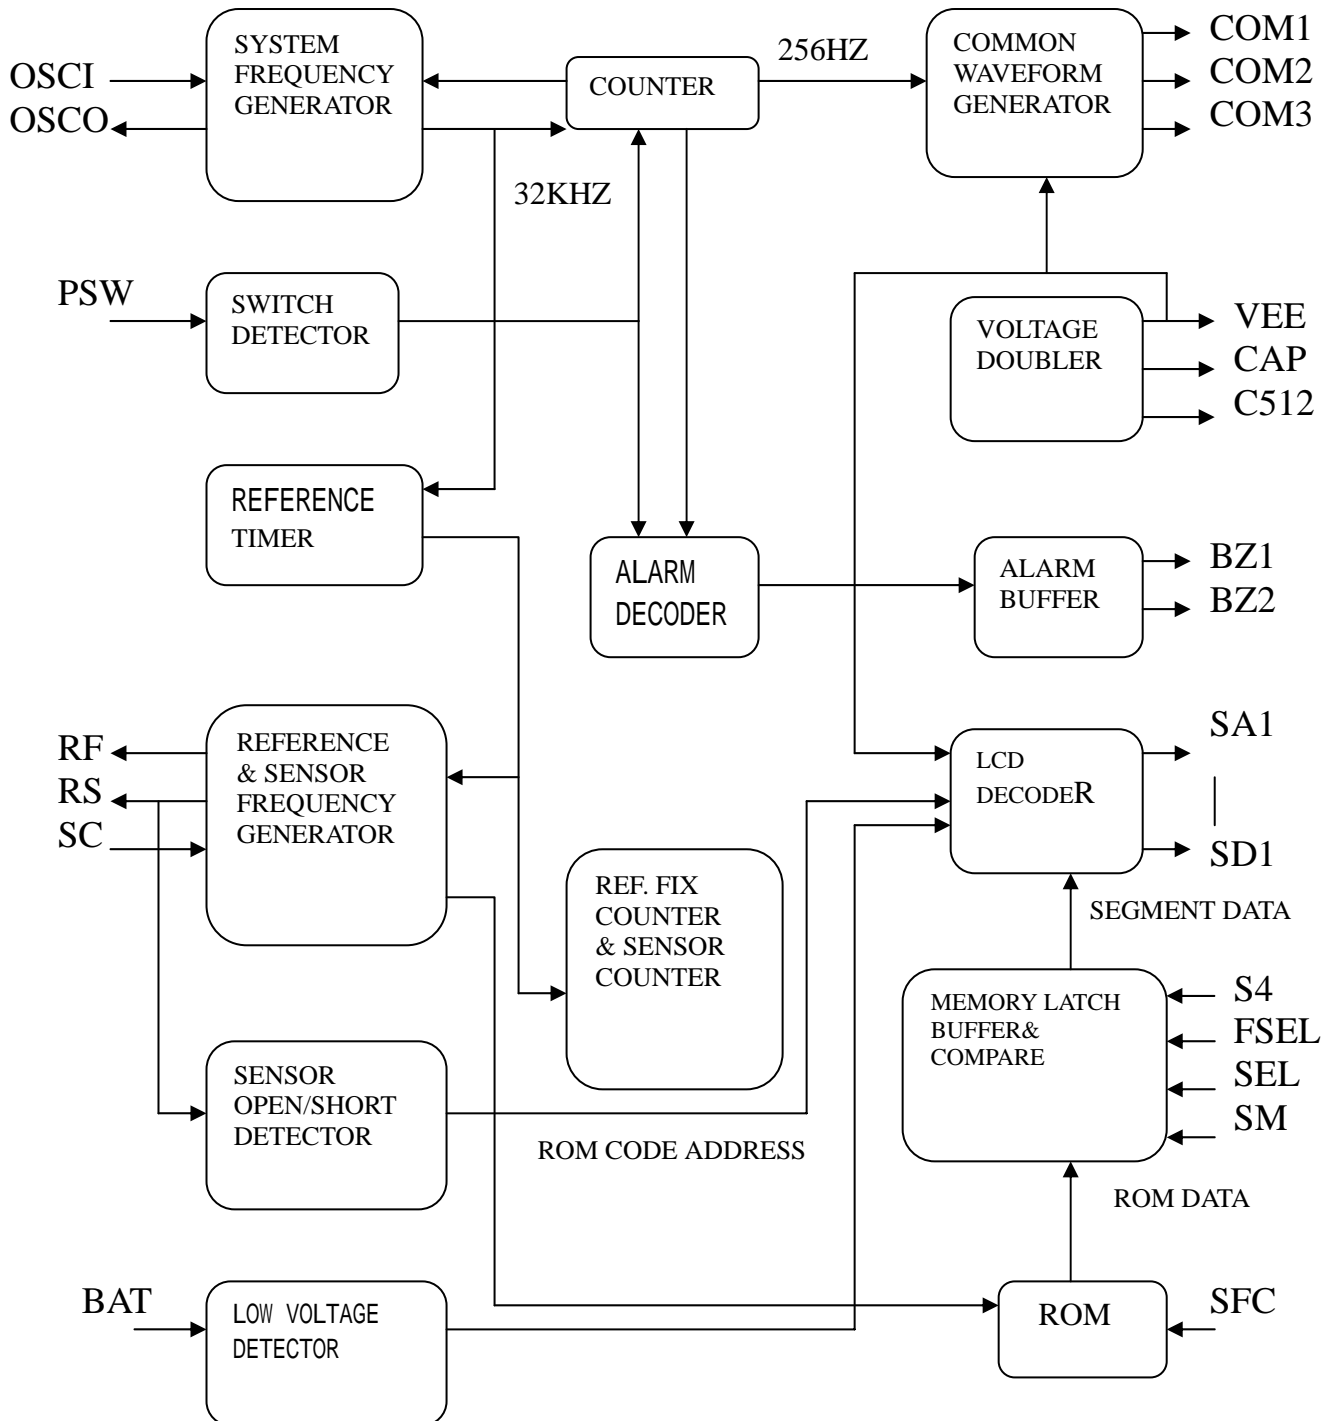 OSCI
OSCO
SYSTEM
FREQUENCY
GENERATOR
COUNTER
256HZ
32KHZ
COMMON
WAVEFORM
GENERATOR
COM1
COM2
COM3
PSW
SWITCH
DETECTOR
VOLTAGE
DOUBLER
VEE
CAP
C512
REFERENCE
TIMER
ALARM
DECODER
ALARM
BUFFER
BZ1
BZ2
RF
RS
SC
REFERENCE
& SENSOR
FREQUENCY
GENERATOR
LCD
DECODER
SA1
SD1
REF. FIX
COUNTER
& SENSOR
COUNTER
SEGMENT DATA
MEMORY LATCH
BUFFER&
COMPARE
S4
FSEL
SEL
SM
SENSOR
OPEN/SHORT
DETECTOR
ROM CODE ADDRESS
ROM DATA
BAT
LOW VOLTAGE
DETECTOR
ROM
SFC